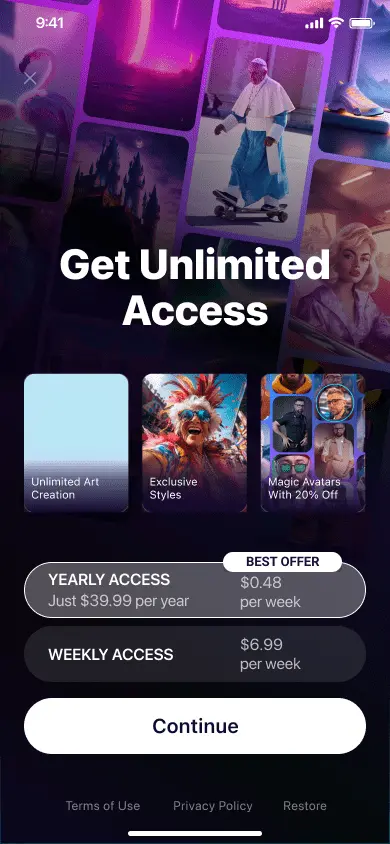 9:41
Get Unlimited
Access
Unlimited Art
Creation
Exclusive
Styles
Magic Avatars
With 20% Off
BEST OFFER
YEARLY ACCESS
Just $39.99 per year
$0.48
per week
WEEKLY ACCESS
$6.99
per week
Continue
Terms of Use
Privacy Policy
Restore